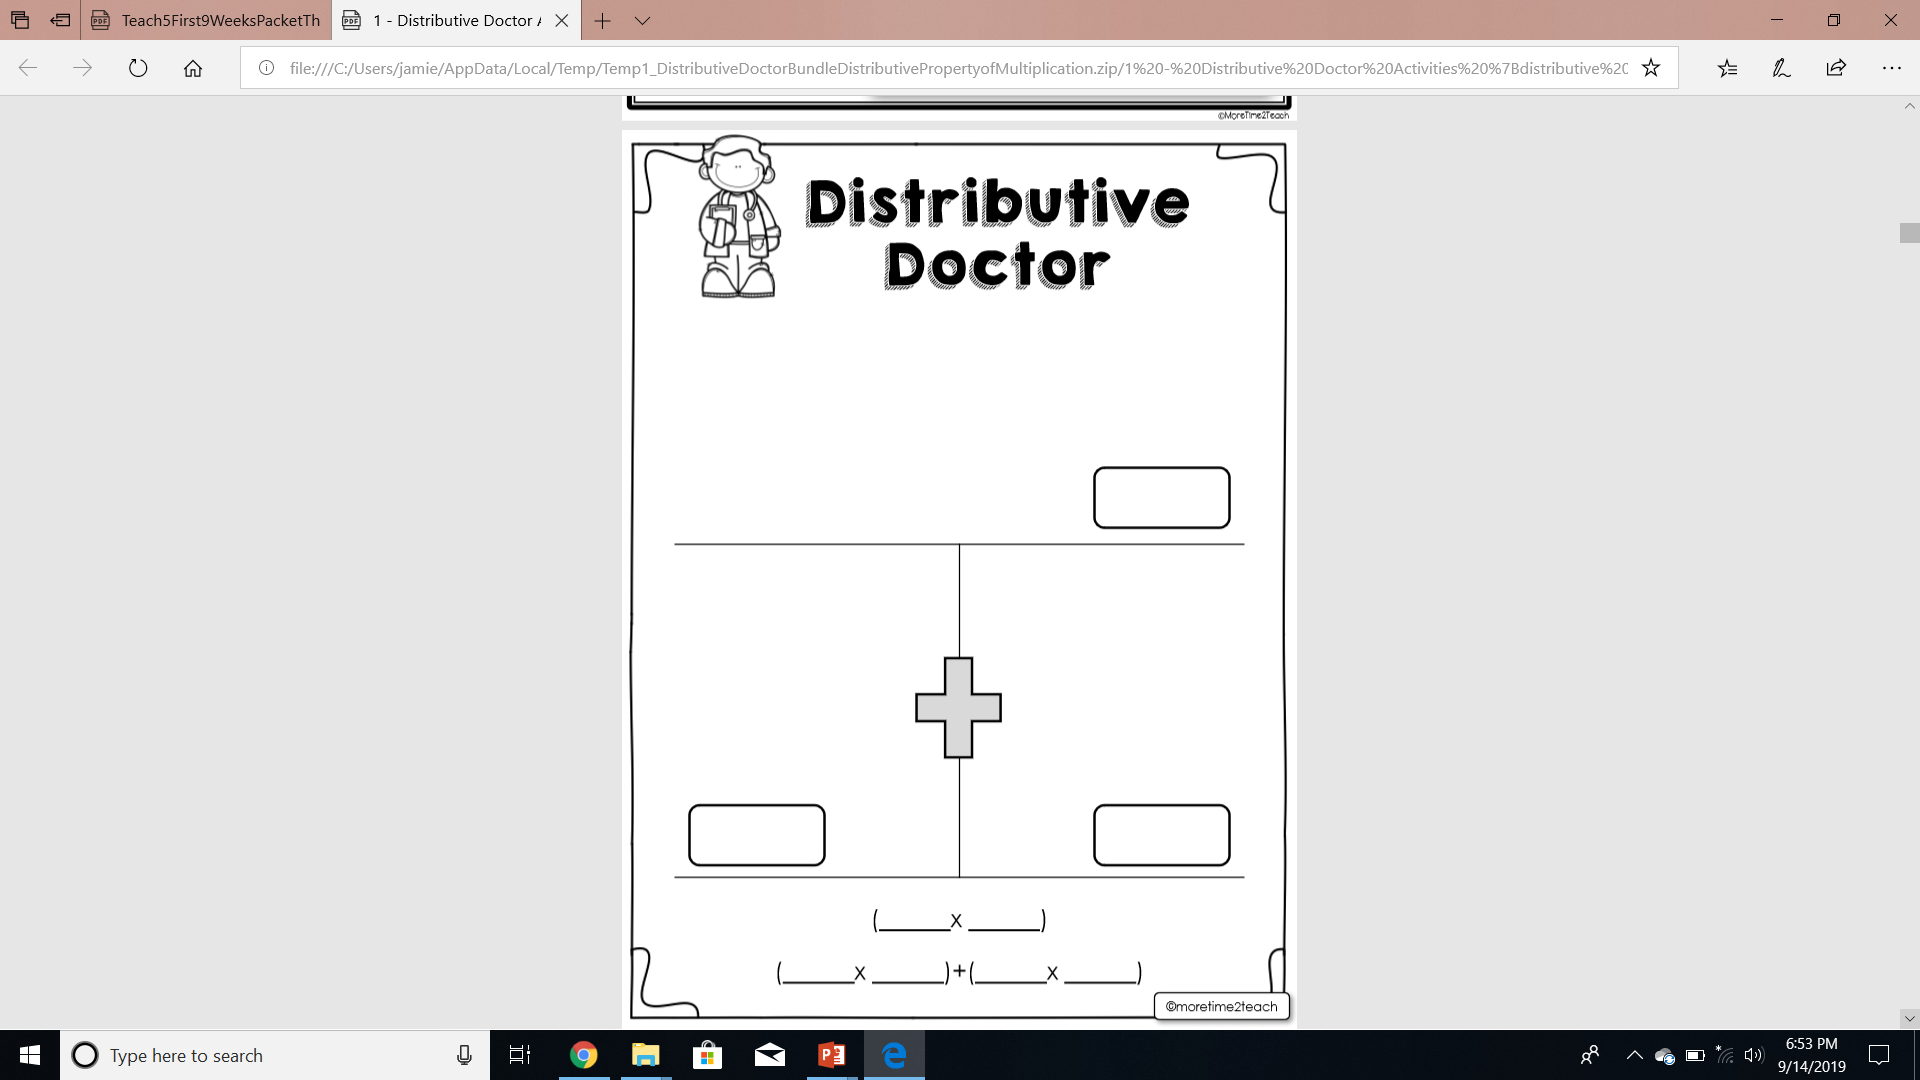 Teach5First9WeeksPacketTh
1 - Distributive Doctor A
file:///C:/Users/jamie/AppData/Local/Temp/Temp1_DistributiveDoctorBundleDistributivePropertyofMultiplication.zip/1%20-%20Distributive%20Doctor%20Activities%20%7Bdistributive%20
©MoreTime2Teach
Distributive
Doctor
(______x ______)
(______x ______)+(______x ______)
©moretime2teach
Type here to search
6:53 PM
9/14/2019